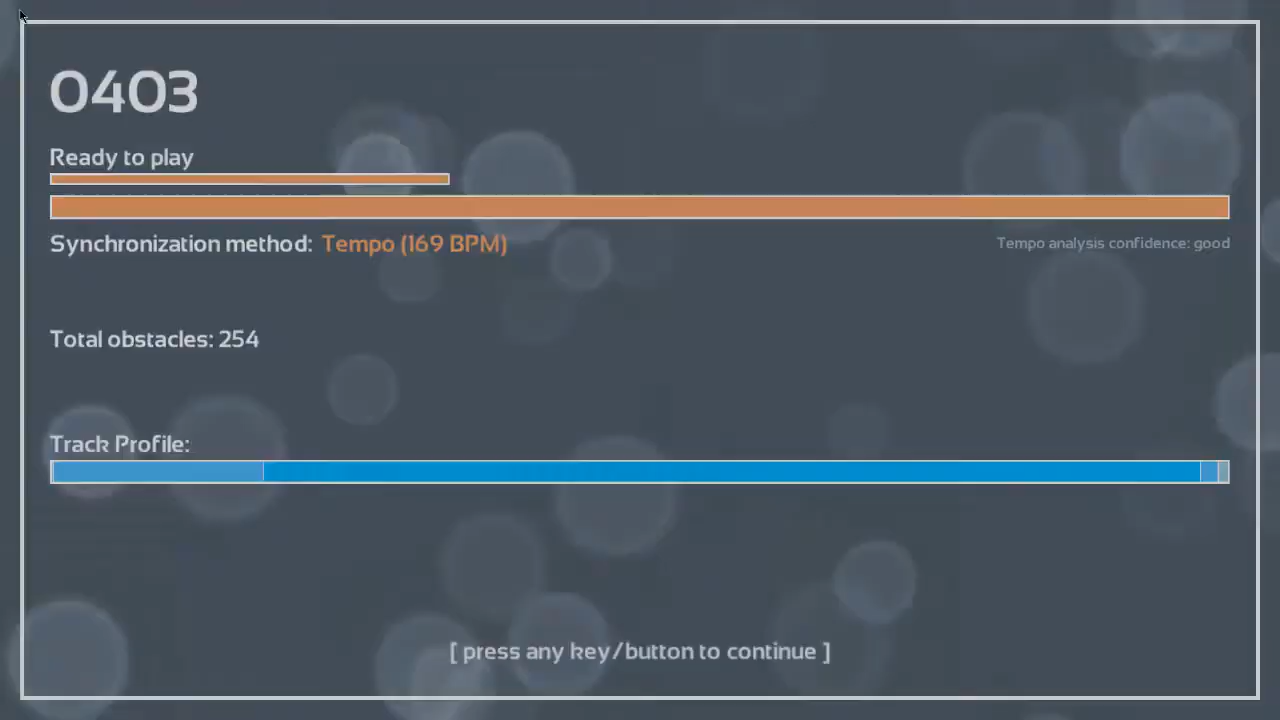 0403
Ready to play
Synchronization method: Tempo (169 BPM)
Tempo analysis confidence: good
Total obstacles: 254
Track Profile:
[ press any key/button to continue ]